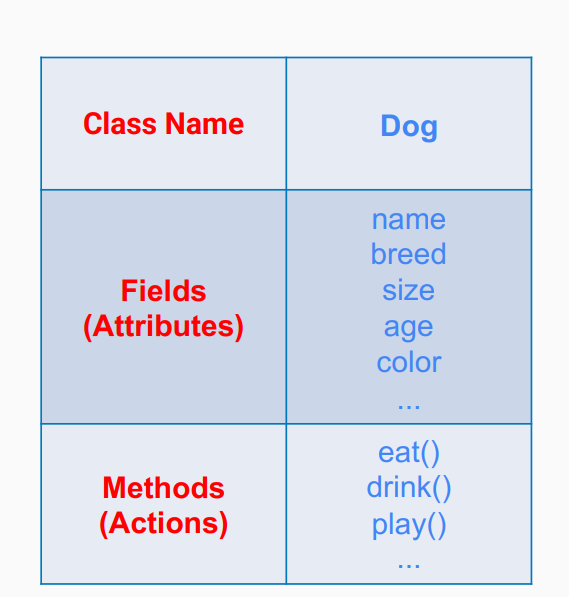 Class Name
Dog
Fields
(Attributes)
name
breed
size
age
color
...
Methods
(Actions)
eat()
drink()
play()
...